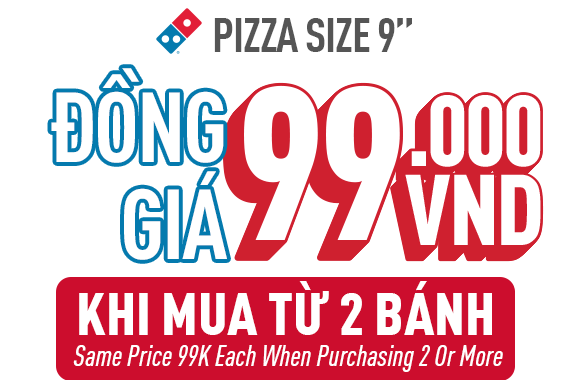 PIZZA SIZE 9”
ĐỒNG GIÁ 99.000 VND
KHI MUA TỪ 2 BÁNH
Same Price 99K Each When Purchasing 2 Or More